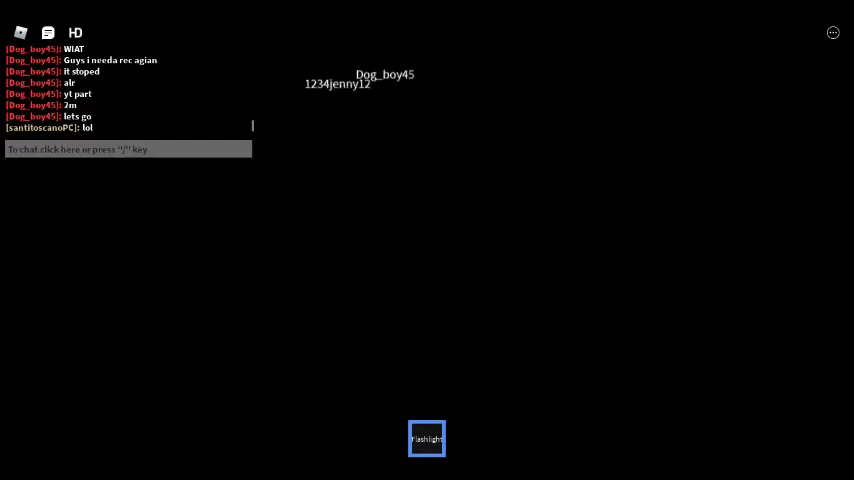 HD
[Dog_boy45]: WIAT
[Dog_boy45]: Guys i needa rec agian
[Dog_boy45]: it stoped
[Dog_boy45]: alr
[Dog_boy45]: yt part
[Dog_boy45]: 2m
[Dog_boy45]: lets go
[santitoscanoPC]: lol
To chat click here or press "/" key
Dog_boy45
1234jenny12
Flashlight